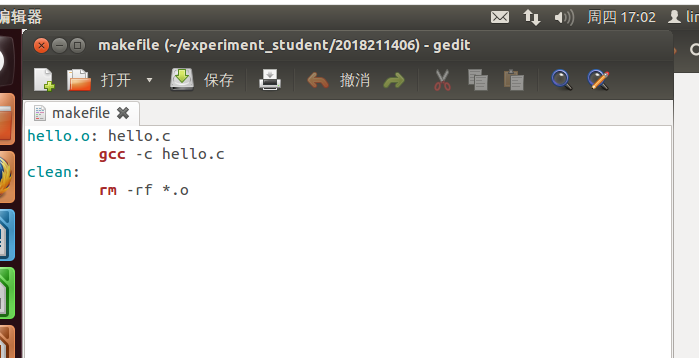 编辑器
周四 17:02
makefile (~/experiment_student/2018211406) - gedit
打开 保存 撤消
makefile
hello.o: hello.c
gcc -c hello.c
clean:
rm -rf *.o